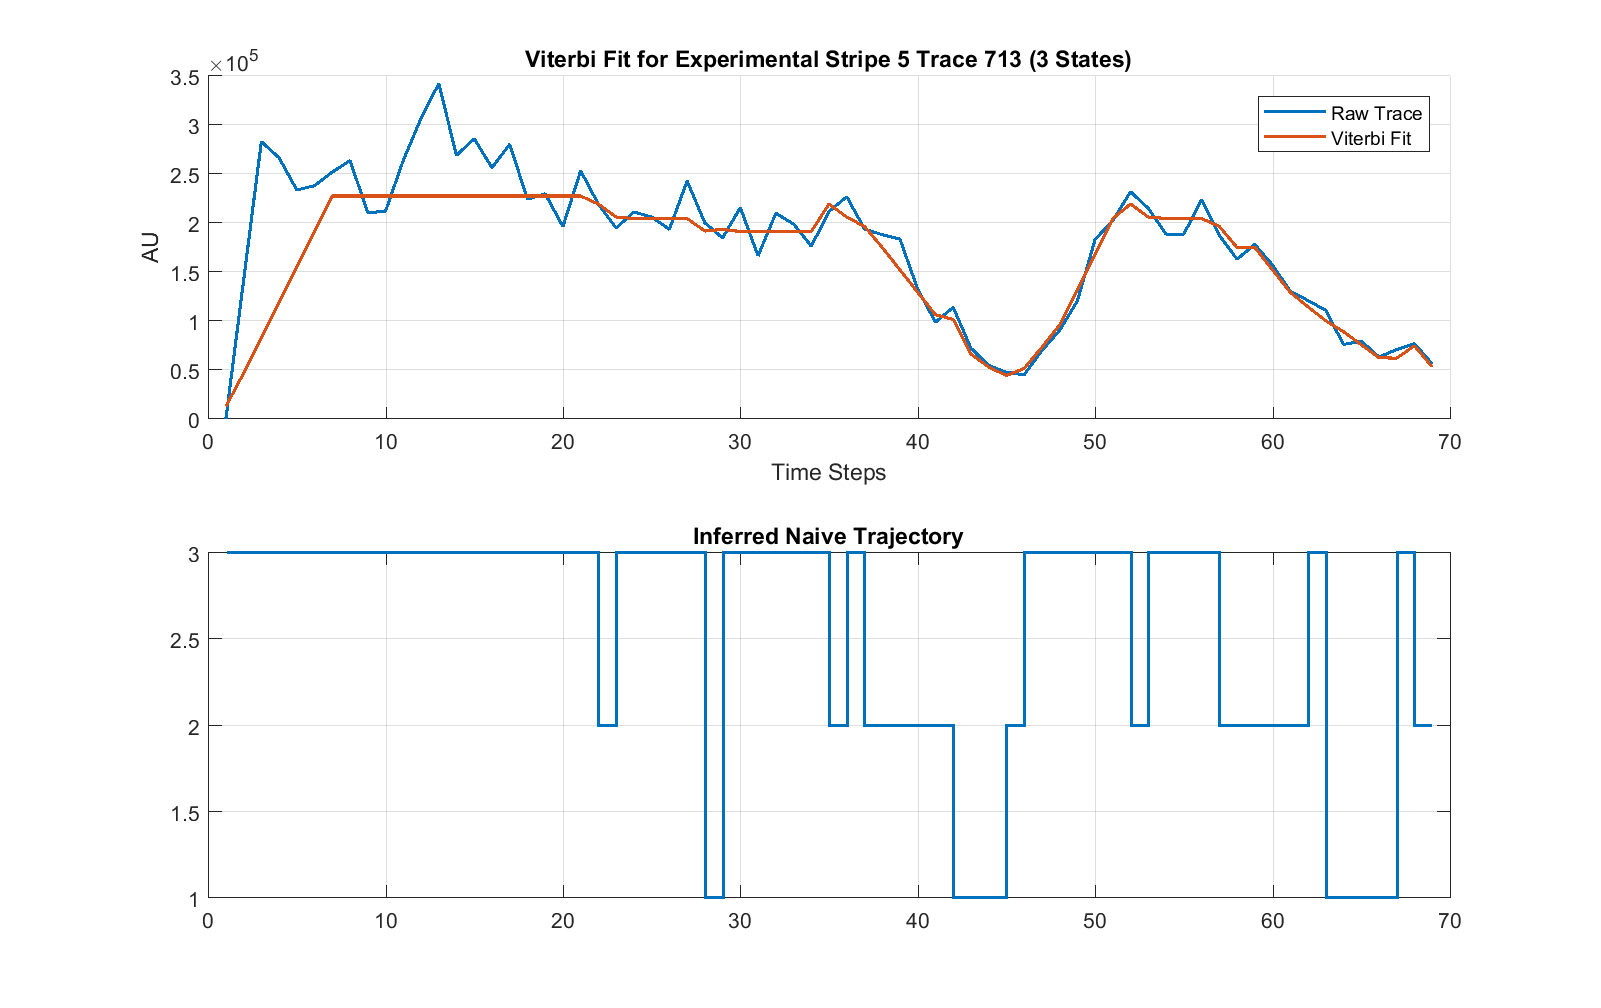 Viterbi Fit for Experimental Stripe 5 Trace 713 (3 States)
×10⁵
3.5
3
2.5
2
1.5
1
0.5
0
AU
Raw Trace
Viterbi Fit
0 10 20 30 40 50 60 70
Time Steps
Inferred Naive Trajectory
3
2.5
2
1.5
1
0 10 20 30 40 50 60 70